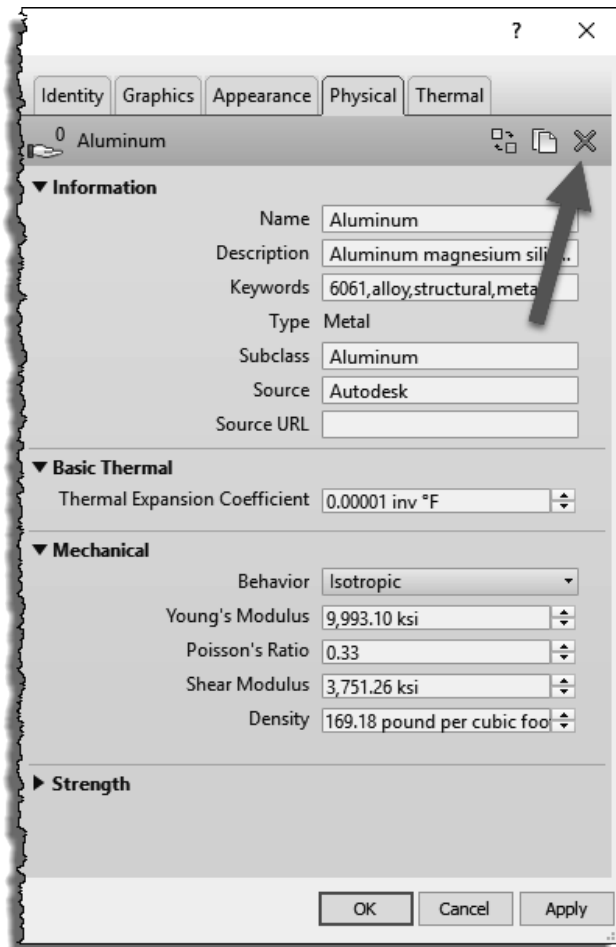 ?
Identity Graphics Appearance Physical Thermal
0 Aluminum
Information
Name Aluminum
Description Aluminum magnesium sili...
Keywords 6061,alloy,structural,meta
Type Metal
Subclass Aluminum
Source Autodesk
Source URL
Basic Thermal
Thermal Expansion Coefficient 0.00001 inv °F
Mechanical
Behavior Isotropic
Young's Modulus 9,993.10 ksi
Poisson's Ratio 0.33
Shear Modulus 3,751.26 ksi
Density 169.18 pound per cubic foo
Strength
OK Cancel Apply